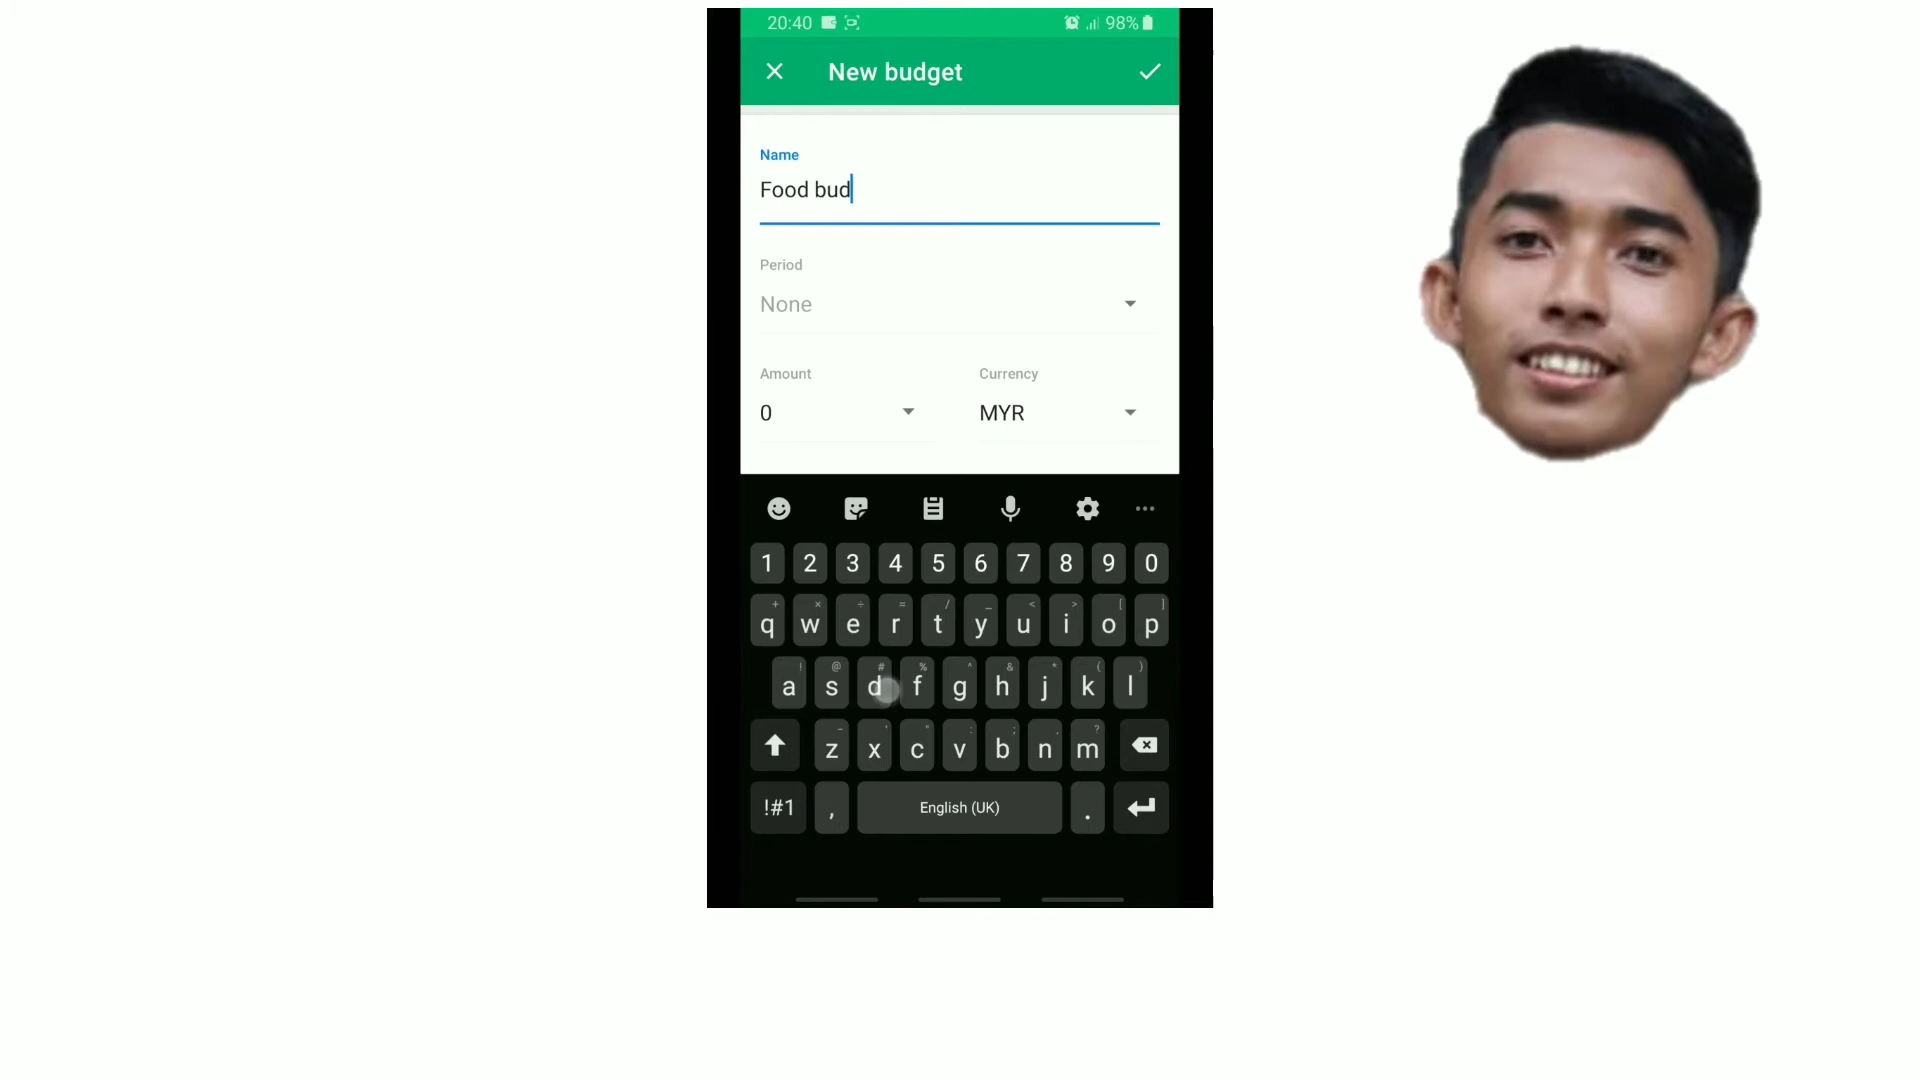 20:40 98%
New budget
Name
Food bud
Period
None
Amount Currency
0 MYR
1 2 3 4 5 6 7 8 9 0
+ × ÷ = / _ < > [ ]
q w e r t y u i o p
! @ # % ^ & * ( )
a s d f g h j k l
- ' " : ; , ?
z x c v b n m
!#1 , English (UK) .